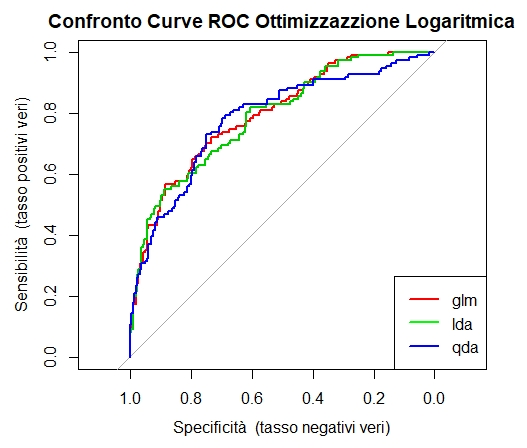 Confronto Curve ROC Ottimizzazzione Logaritmica
Sensibilità (tasso positivi veri)
1.0
0.8
0.6
0.4
0.2
0.0
glm
lda
qda
1.0 0.8 0.6 0.4 0.2 0.0
Specificità (tasso negativi veri)